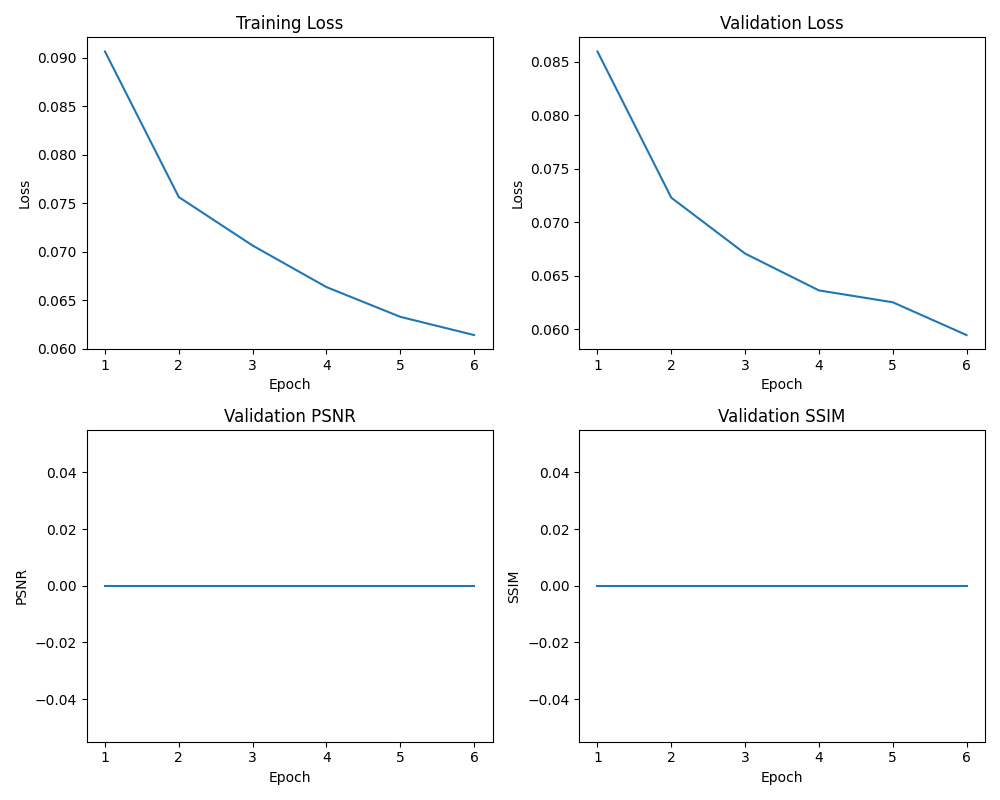 Training Loss
Loss
0.090
0.085
0.080
0.075
0.070
0.065
0.060
1 2 3 4 5 6
Epoch
Validation Loss
Loss
0.085
0.080
0.075
0.070
0.065
0.060
1 2 3 4 5 6
Epoch
Validation PSNR
PSNR
0.04
0.02
0.00
−0.02
−0.04
1 2 3 4 5 6
Epoch
Validation SSIM
SSIM
0.04
0.02
0.00
−0.02
−0.04
1 2 3 4 5 6
Epoch